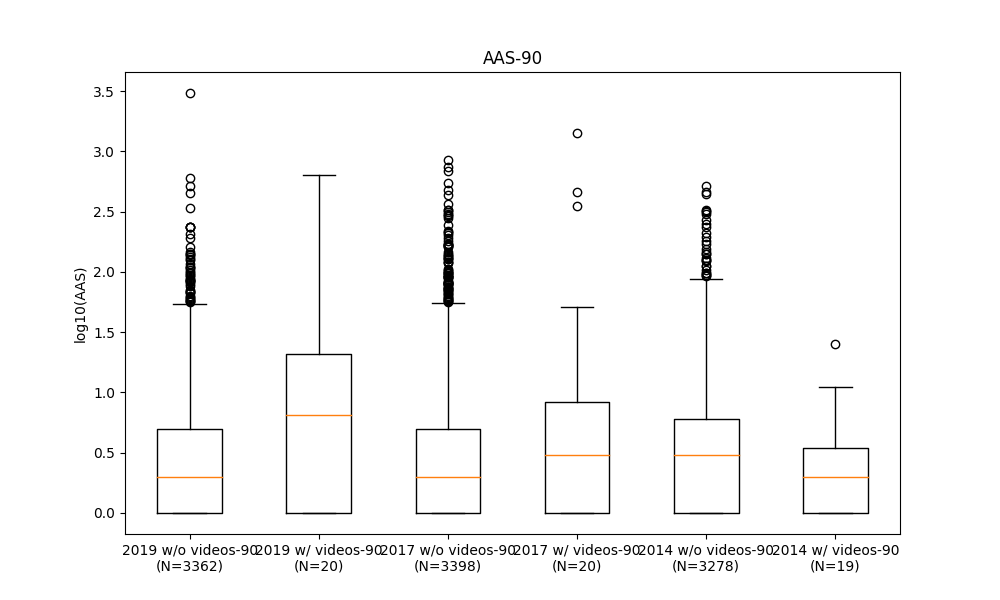 AAS-90
3.5
3.0
2.5
2.0
1.5
1.0
0.5
0.0
log10(AAS)
2019 w/o videos-90
(N=3362)
2019 w/ videos-90
(N=20)
2017 w/o videos-90
(N=3398)
2017 w/ videos-90
(N=20)
2014 w/o videos-90
(N=3278)
2014 w/ videos-90
(N=19)